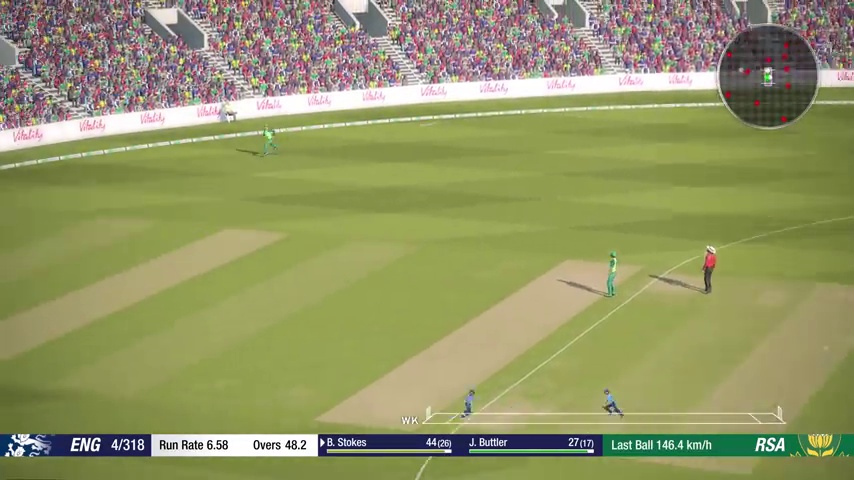 Vitality Vitality Vitality Vitality Vitality Vitality Vitality Vitality Vitality Vitality Vitality
WK
ENG 4/318 Run Rate 6.58 Overs 48.2 B. Stokes 44(26) J. Buttler 27(17) Last Ball 146.4 km/h RSA